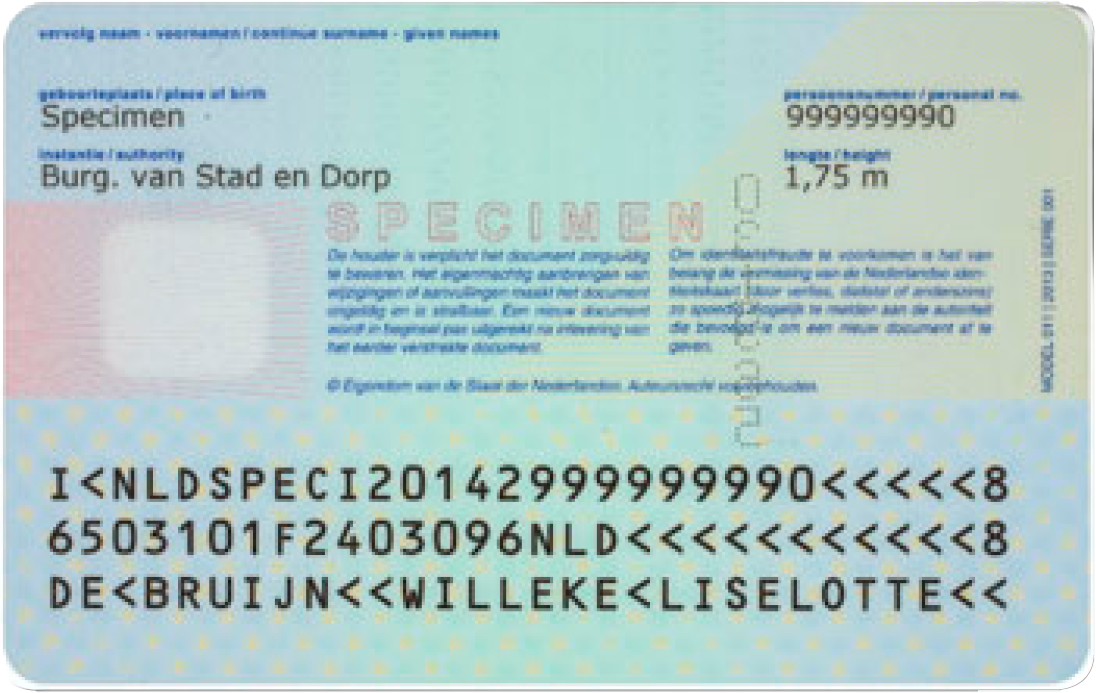 vervolg naam - voornamen / continue surname - given names
geboorteplaats / place of birth
Specimen
persoonsnummer / personal no.
999999990
instantie / authority
Burg. van Stad en Dorp
lengte / height
1,75 m
SPECIMEN
De houder is verplicht het document zorgvuldig
te bewaren. Het eigenmachtig aanbrengen van
wijzigingen of aanvullingen maakt het document
ongeldig en is strafbaar. Een nieuw document
wordt in beginsel pas uitgereikt na inlevering van
het eerder verstrekte document.
Om identiteitsfraude te voorkomen is het van
belang de vermissing van de Nederlandse iden-
titeitskaart (door verlies, diefstal of anderszins)
zo spoedig mogelijk te melden aan de autoriteit
die bevoegd is om een nieuw document af te
geven.
© Eigendom van de Staat der Nederlanden. Auteursrecht voorbehouden.
MODEL 011 | 2013 | SERIE 001
I<NLDSPECI20142999999990<<<<<8
6503101F2403096NLD<<<<<<<<<<<8
DE<BRUIJN<<WILLEKE<LISELOTTE<<